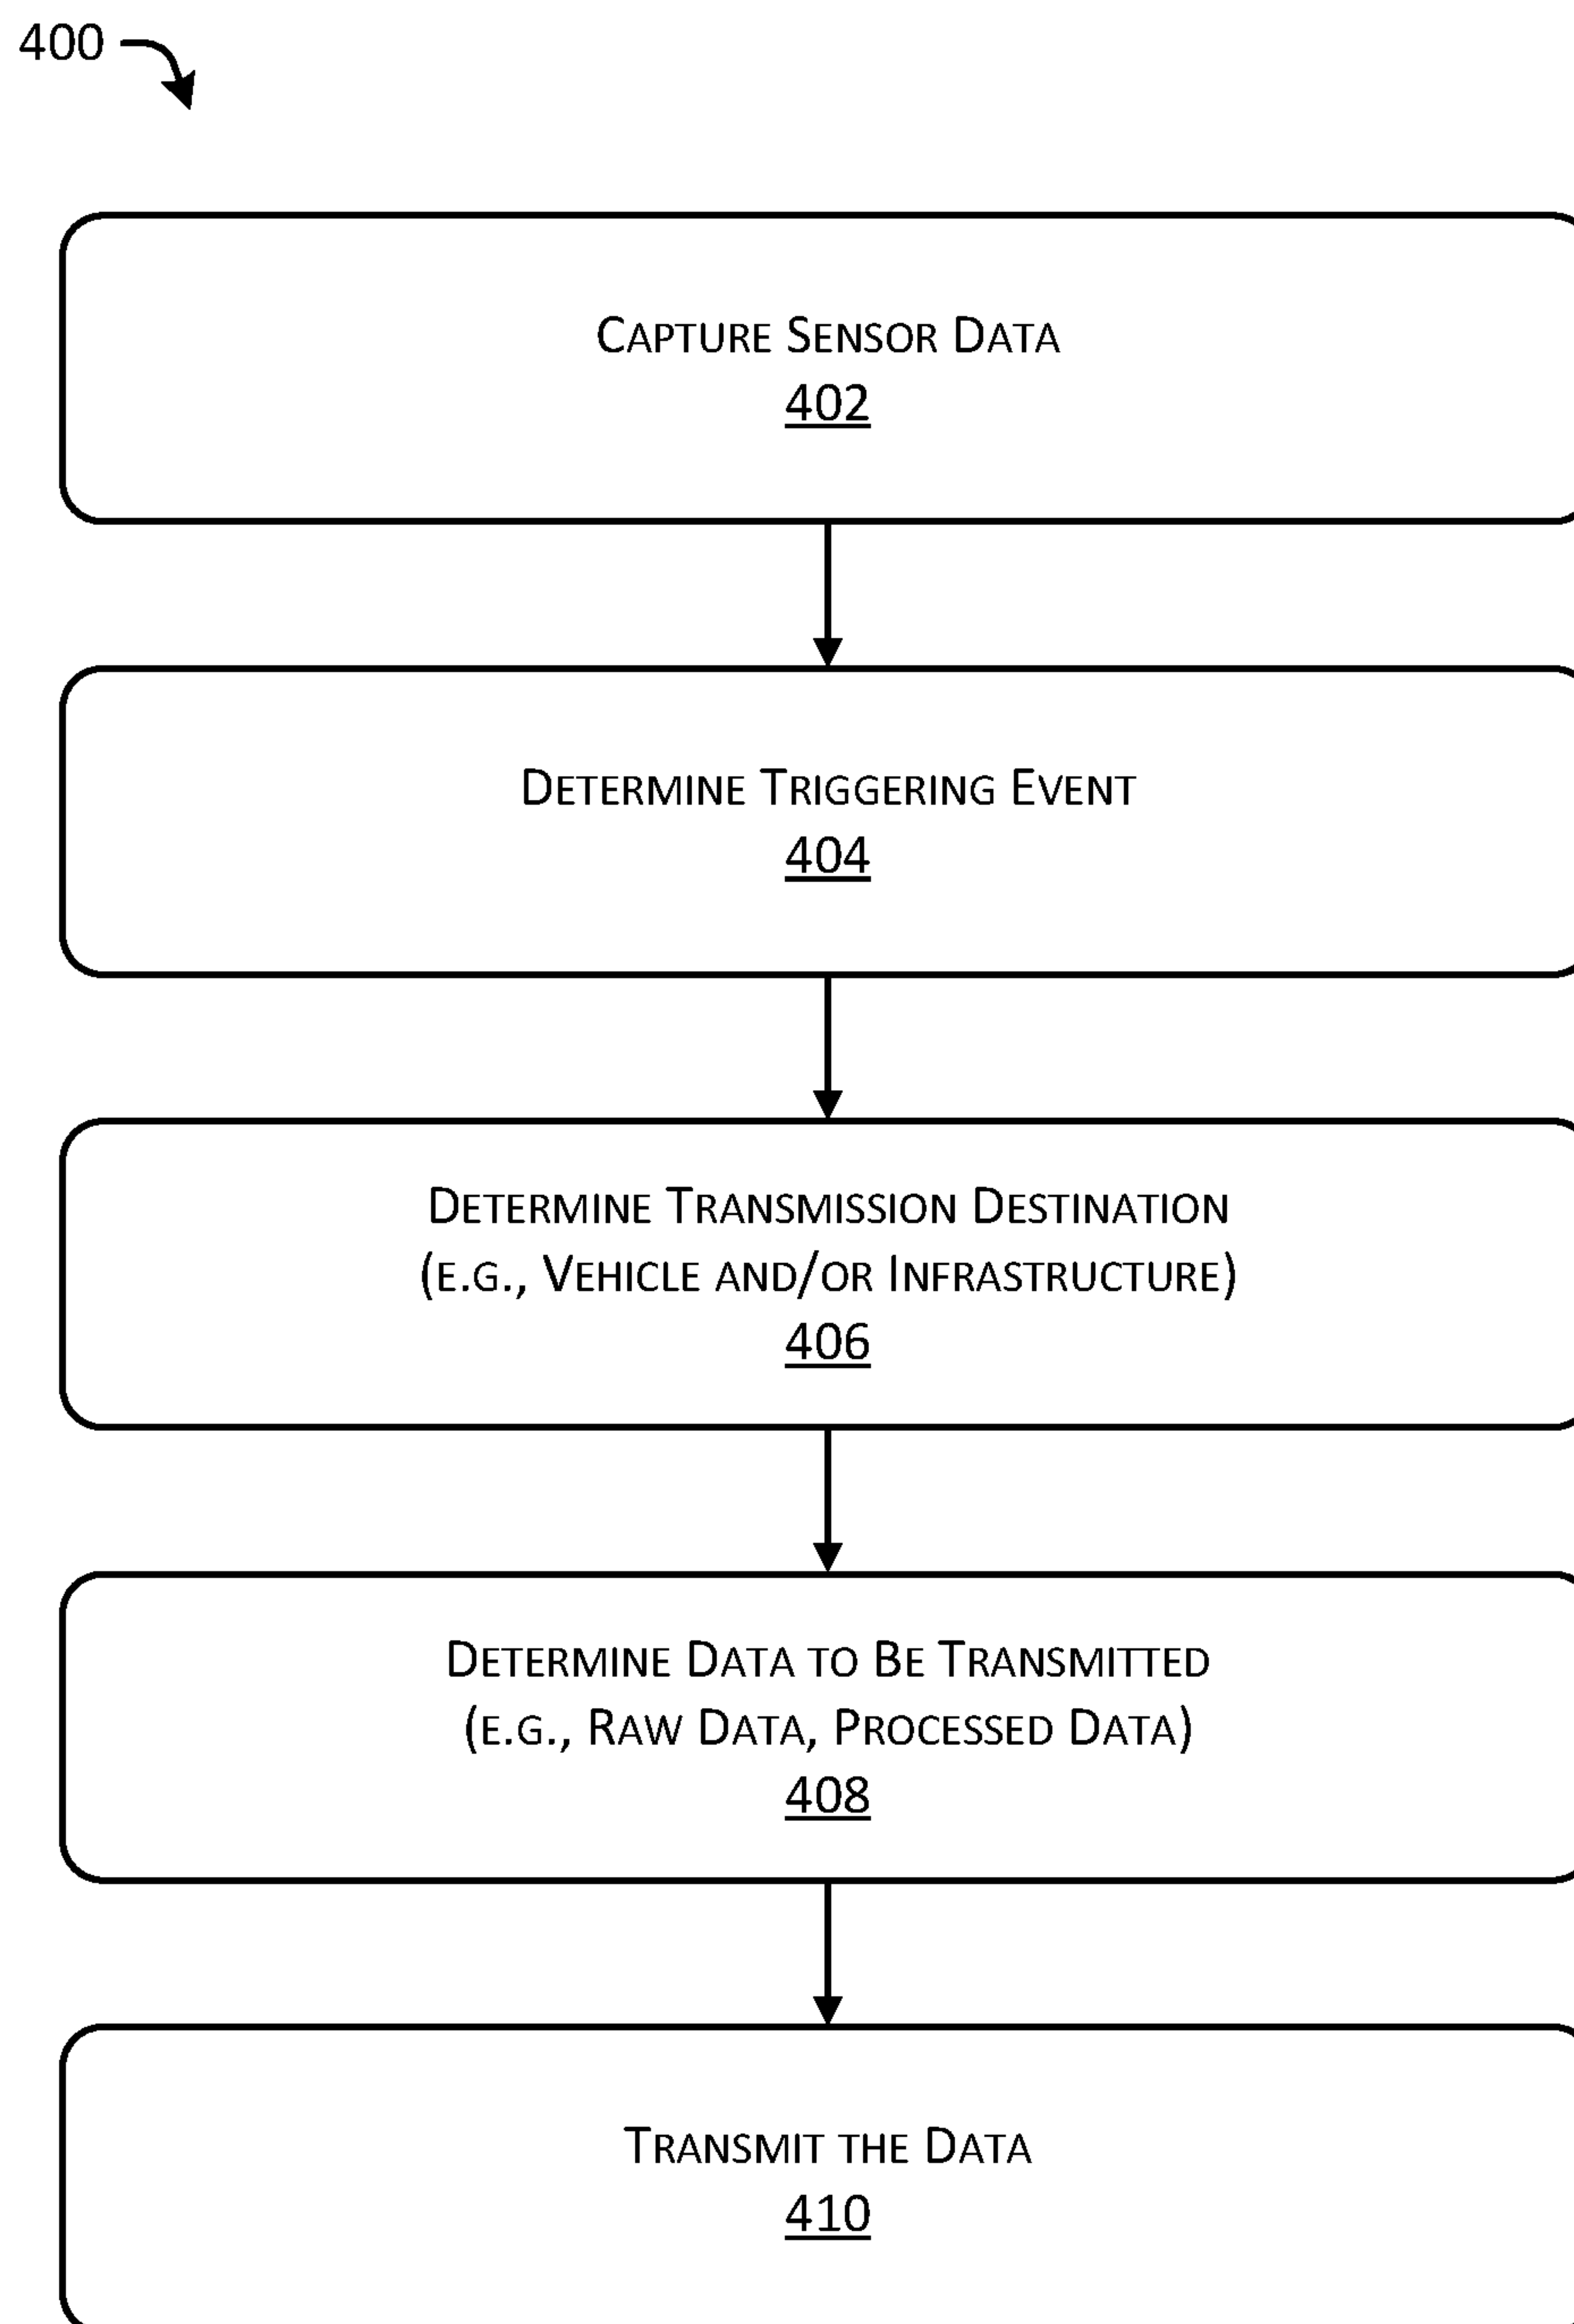 400
Capture Sensor Data
402
Determine Triggering Event
404
Determine Transmission Destination
(e.g., Vehicle and/or Infrastructure)
406
Determine Data to Be Transmitted
(e.g., Raw Data, Processed Data)
408
Transmit the Data
410